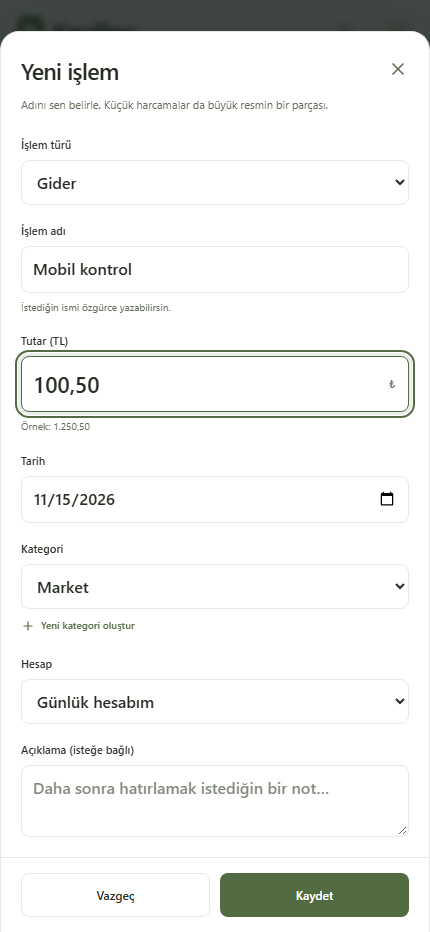 Yeni işlem
Adını sen belirle. Küçük harcamalar da büyük resmin bir parçası.
İşlem türü
Gider
İşlem adı
Mobil kontrol
İstediğin ismi özgürce yazabilirsin.
Tutar (TL)
100,50 ₺
Örnek: 1.250,50
Tarih
11/15/2026
Kategori
Market
+ Yeni kategori oluştur
Hesap
Günlük hesabım
Açıklama (isteğe bağlı)
Daha sonra hatırlamak istediğin bir not...
Vazgeç Kaydet